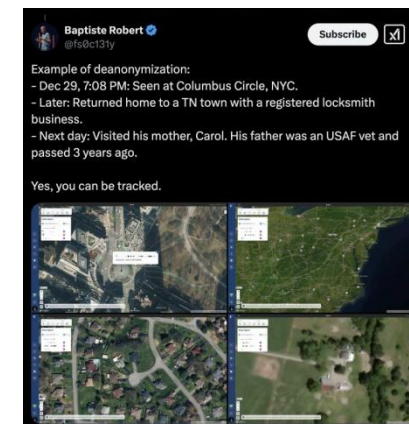 Baptiste Robert
@fs0c131y
Subscribe
Example of deanonymization:
- Dec 29, 7:08 PM: Seen at Columbus Circle, NYC.
- Later: Returned home to a TN town with a registered locksmith
business.
- Next day: Visited his mother, Carol. His father was an USAF vet and
passed 3 years ago.
Yes, you can be tracked.